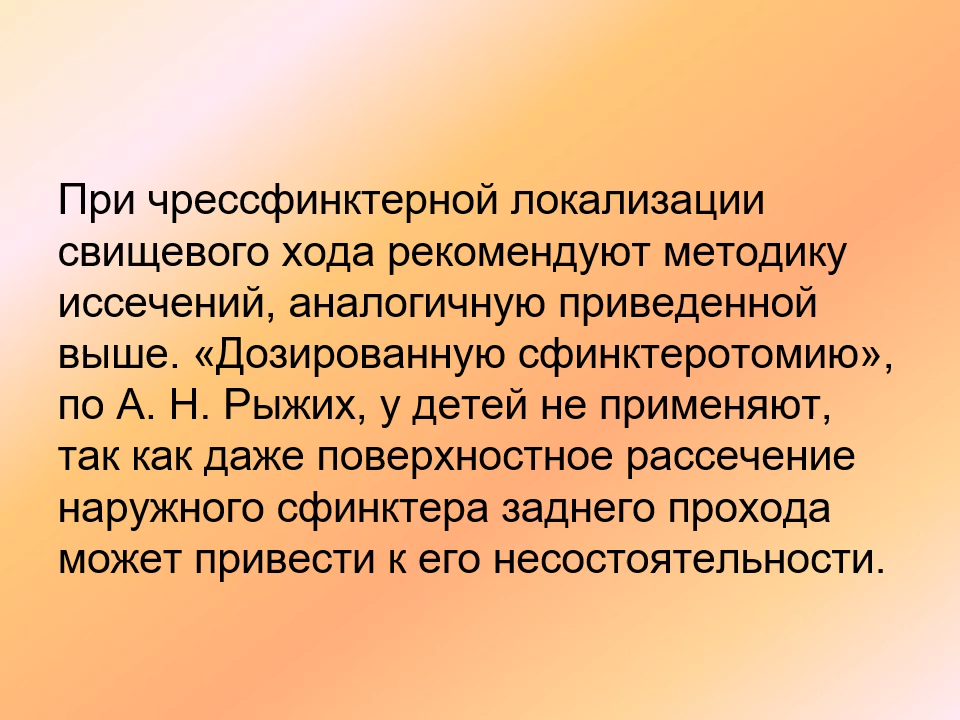 При чрессфинктерной локализации
свищевого хода рекомендуют методику
иссечений, аналогичную приведенной
выше. «Дозированную сфинктеротомию»,
по А. Н. Рыжих, у детей не применяют,
так как даже поверхностное рассечение
наружного сфинктера заднего прохода
может привести к его несостоятельности.